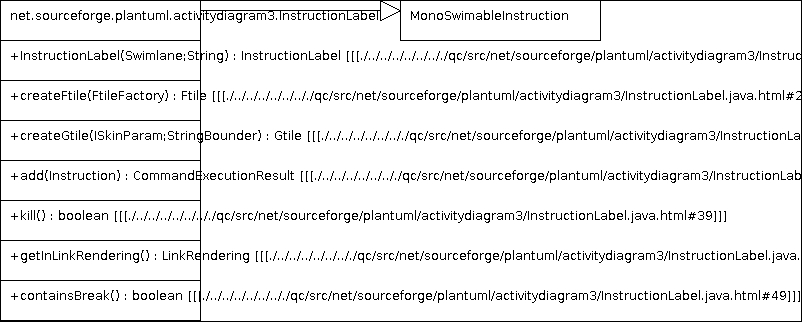 net.sourceforge.plantuml.activitydiagram3.InstructionLabel
MonoSwimableInstruction
+InstructionLabel(Swimlane;String) : InstructionLabel [[[./../../../../../../../qc/src/net/sourceforge/plantuml/activitydiagram3/Instruc
+createFtile(FtileFactory) : Ftile [[[./../../../../../../../qc/src/net/sourceforge/plantuml/activitydiagram3/InstructionLabel.java.html#2
+createGtile(ISkinParam;StringBounder) : Gtile [[[./../../../../../../../qc/src/net/sourceforge/plantuml/activitydiagram3/InstructionLa
+add(Instruction) : CommandExecutionResult [[[./../../../../../../../qc/src/net/sourceforge/plantuml/activitydiagram3/InstructionLab
+kill() : boolean [[[./../../../../../../../qc/src/net/sourceforge/plantuml/activitydiagram3/InstructionLabel.java.html#39]]]
+getInLinkRendering() : LinkRendering [[[./../../../../../../../qc/src/net/sourceforge/plantuml/activitydiagram3/InstructionLabel.java.
+containsBreak() : boolean [[[./../../../../../../../qc/src/net/sourceforge/plantuml/activitydiagram3/InstructionLabel.java.html#49]]]